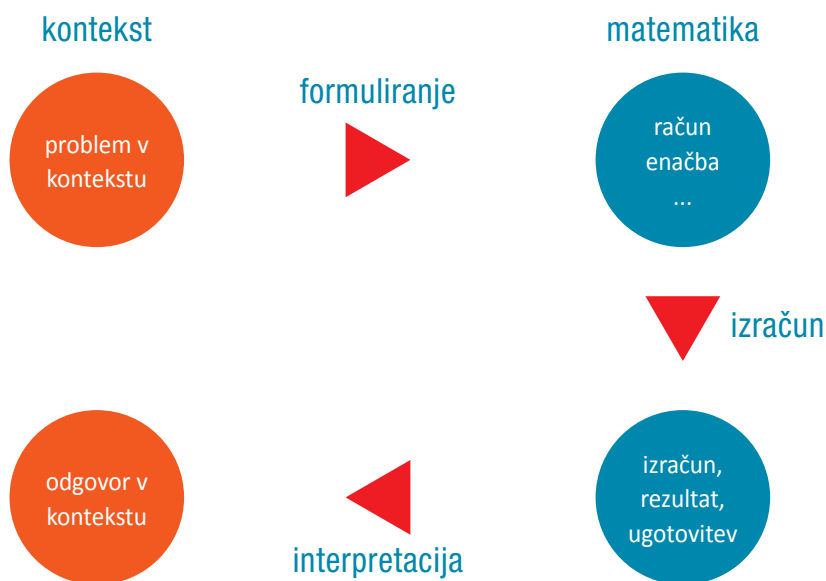 kontekst
matematika
formuliranje
problem v
kontekstu
račun
enačba
...
izračun
odgovor v
kontekstu
izračun,
rezultat,
ugotovitev
interpretacija